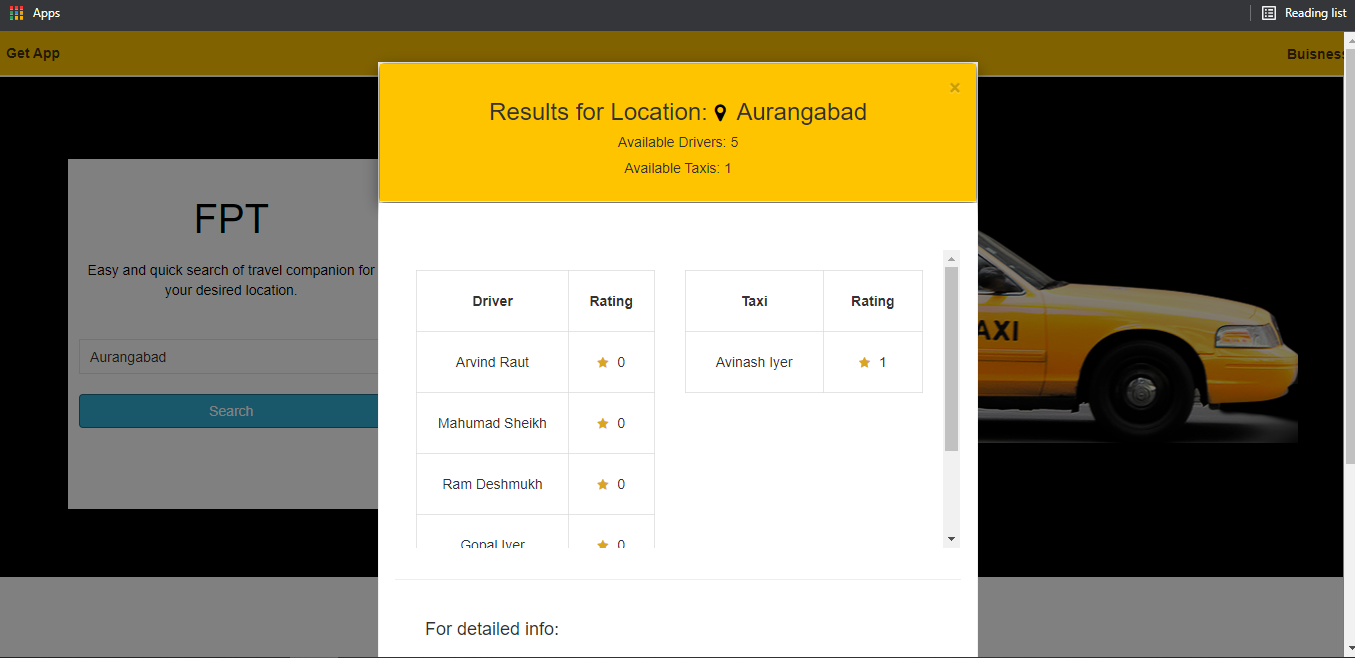 Apps
Reading list
Get App
Buisness
Results for Location: Aurangabad
Available Drivers: 5
Available Taxis: 1
×
FPT
Easy and quick search of travel companion for
your desired location.
Aurangabad
Search
Driver Rating
Arvind Raut 0
Mahumad Sheikh 0
Ram Deshmukh 0
Gopal Iyer 0
Taxi Rating
Avinash Iyer 1
AXI
For detailed info: